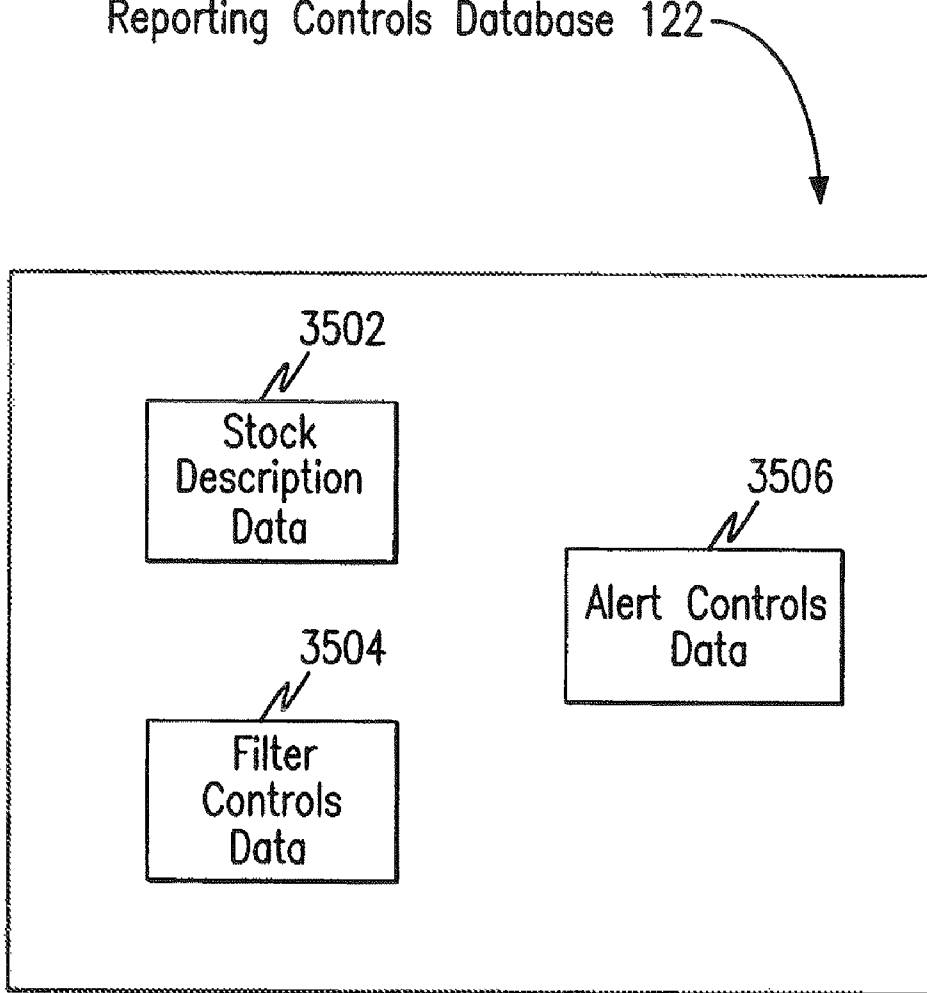 Reporting Controls Database 122
3502
Stock
Description
Data
3506
Alert Controls
Data
3504
Filter
Controls
Data